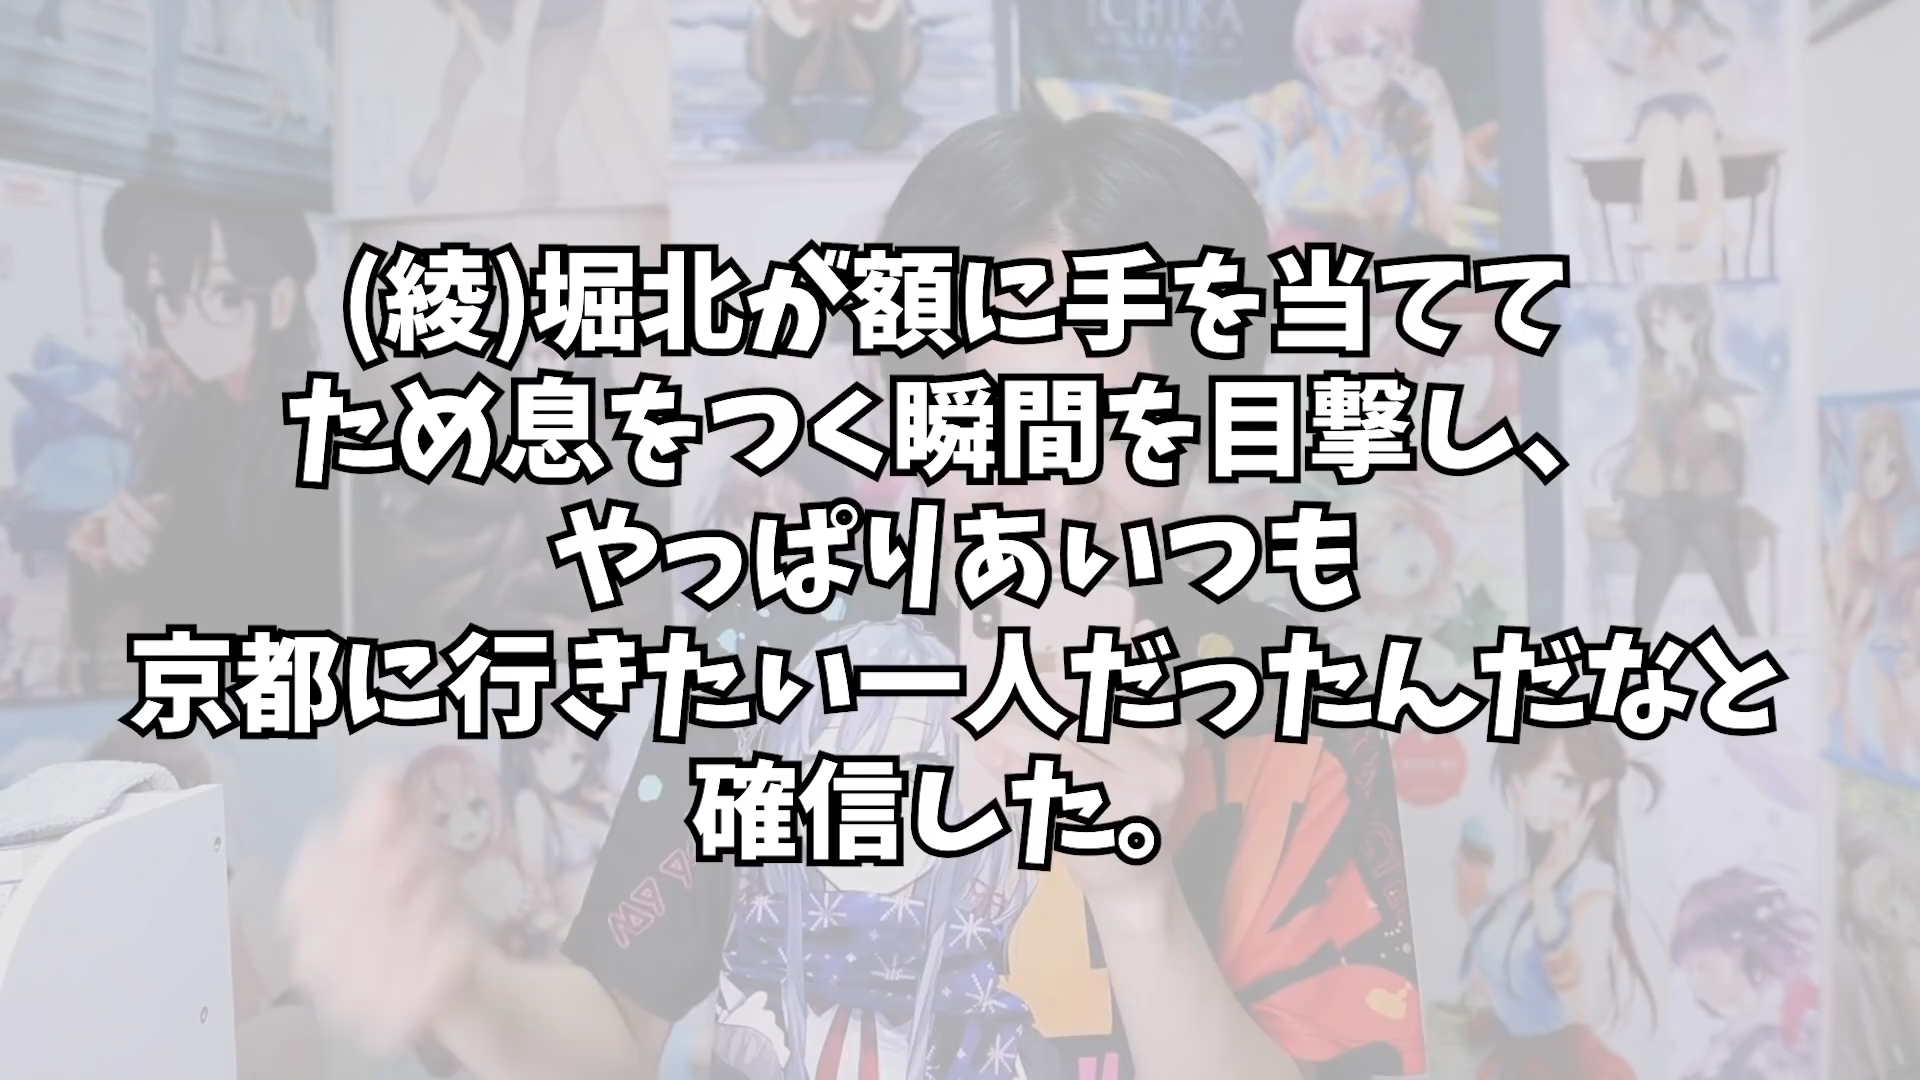 ICHIKA
(綾)堀北が額に手を当てて
ため息をつく瞬間を目撃し、
やっぱりあいつも
京都に行きたい一人だったんだなと
確信した。